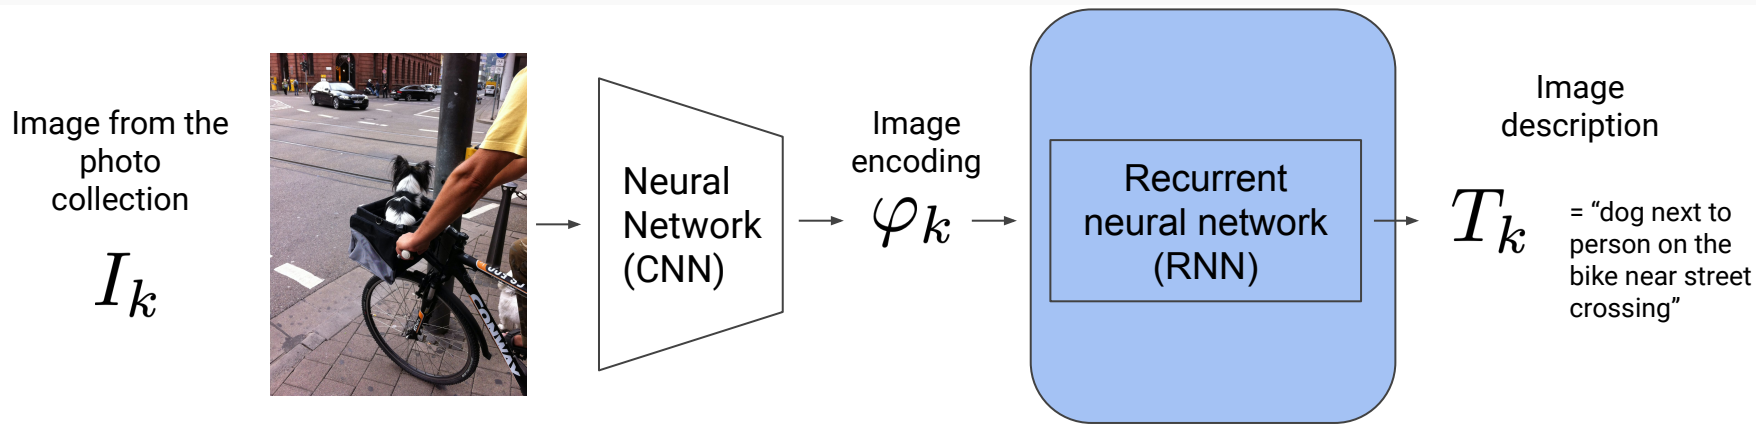 Image from the
photo
collection
I_k
CONWAY
Neural
Network
(CNN)
Image
encoding
φ_k
Recurrent
neural network
(RNN)
Image
description
T_k
= “dog next to
person on the
bike near street
crossing”